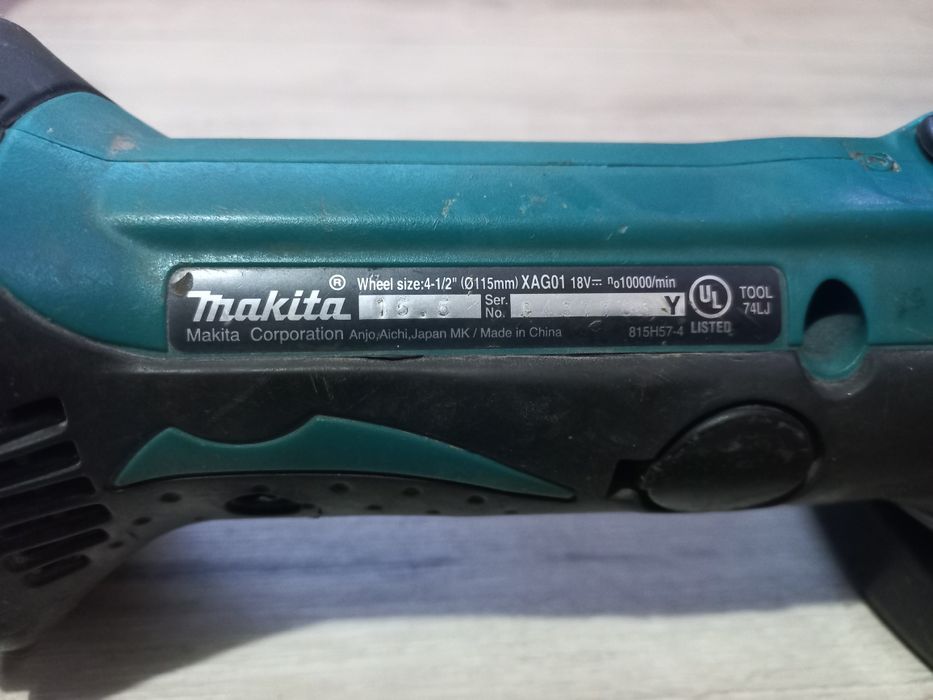 Wheel size:4-1/2" (Ø115mm) XAG01 18V⎓ n₀10000/min
makita® 15.5 Ser. No. Y
Makita Corporation Anjo,Aichi,Japan MK / Made in China 815H57-4
UL LISTED
TOOL
74LJ